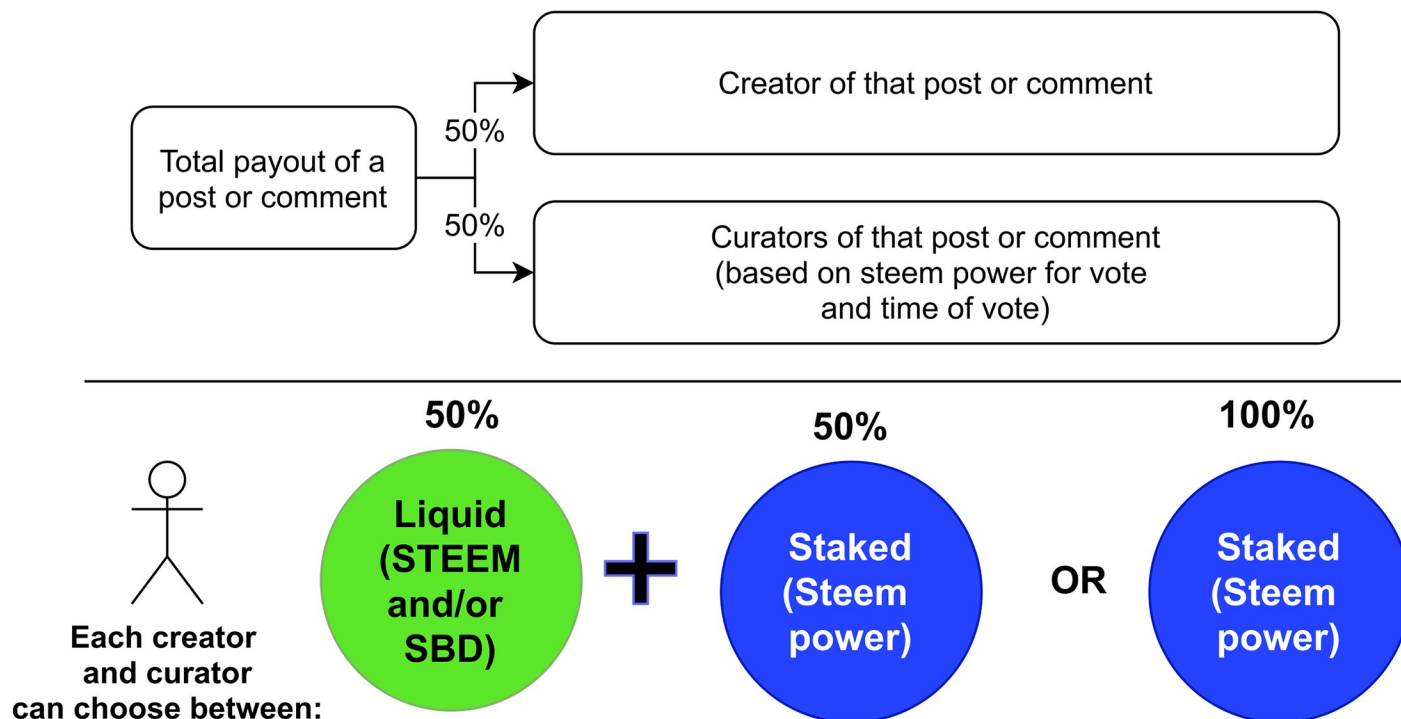 Total payout of a
post or comment
50%
50%
Creator of that post or comment
Curators of that post or comment
(based on steem power for vote
and time of vote)
Each creator
and curator
can choose between:
50%
Liquid
(STEEM
and/or
SBD)
50%
Staked
(Steem
power)
OR
100%
Staked
(Steem
power)